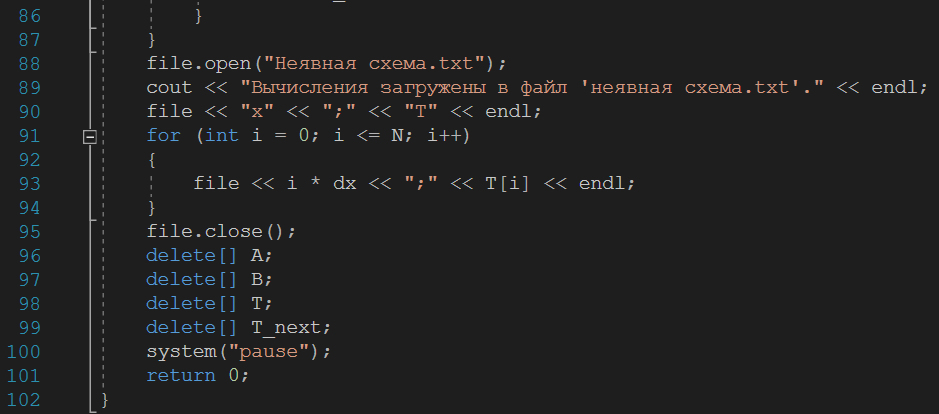 86 }
87 }
88 file.open("Неявная схема.txt");
89 cout << "Вычисления загружены в файл 'неявная схема.txt'." << endl;
90 file << "x" << ";" << "T" << endl;
91 for (int i = 0; i <= N; i++)
92 {
93 file << i * dx << ";" << T[i] << endl;
94 }
95 file.close();
96 delete[] A;
97 delete[] B;
98 delete[] T;
99 delete[] T_next;
100 system("pause");
101 return 0;
102 }